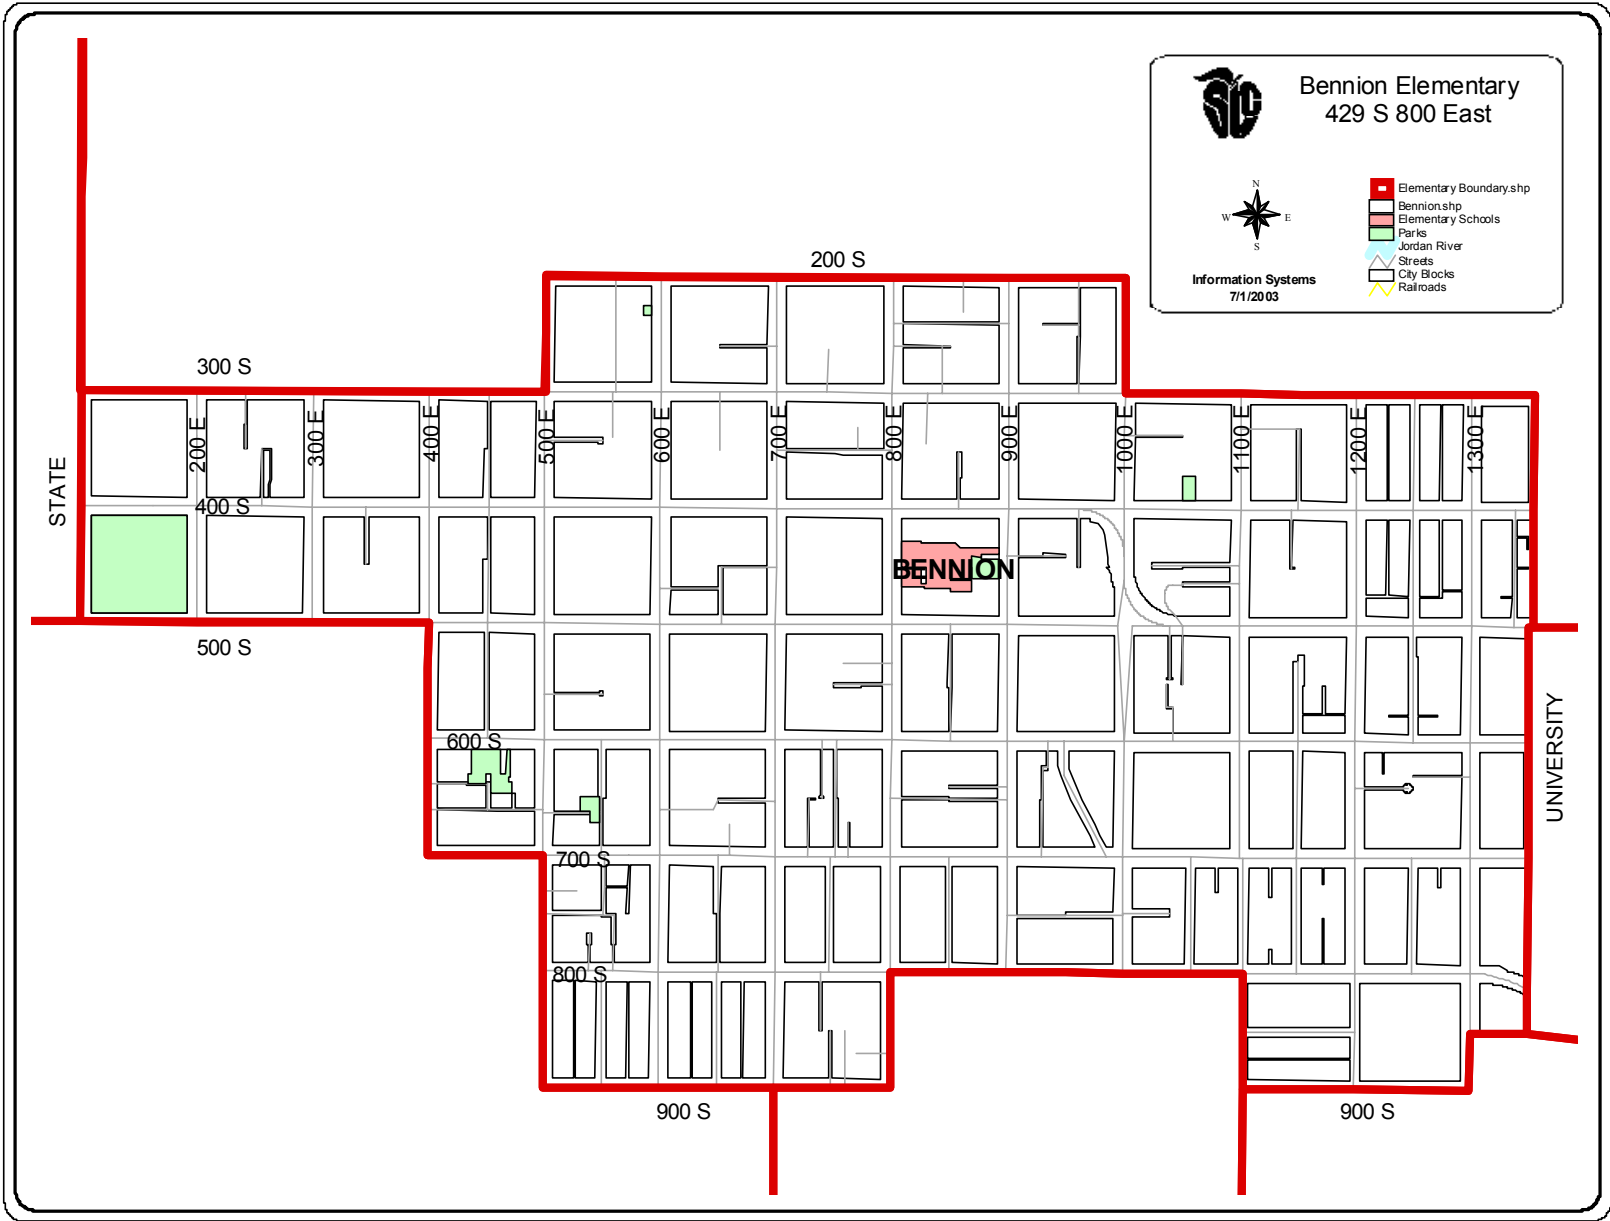 Bennion Elementary
429 S 800 East
SLC
N
W E
S
Information Systems
7/1/2003
Elementary Boundary.shp
Bennion.shp
Elementary Schools
Parks
Jordan River
Streets
City Blocks
Railroads
200 S
300 S
STATE
200 E
300 E
400 E
500 E
600 E
700 E
800 E
900 E
1000 E
1100 E
1200 E
1300 E
400 S
BENNION
500 S
600 S
UNIVERSITY
700 S
800 S
900 S
900 S